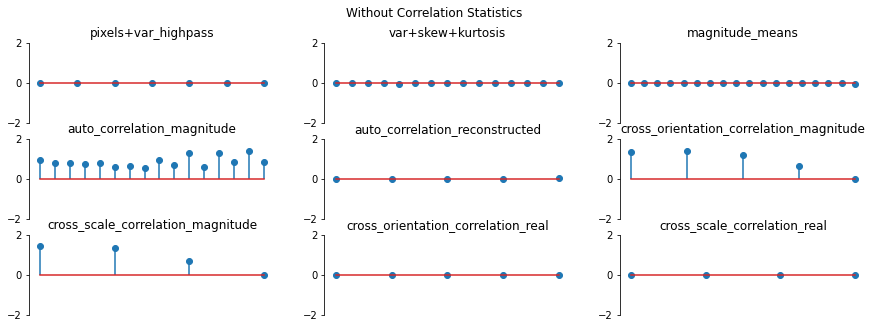 Without Correlation Statistics
pixels+var_highpass
var+skew+kurtosis
magnitude_means
2
0
−2
2
0
−2
2
0
−2
auto_correlation_magnitude
auto_correlation_reconstructed
cross_orientation_correlation_magnitude
2
0
−2
2
0
−2
2
0
−2
cross_scale_correlation_magnitude
cross_orientation_correlation_real
cross_scale_correlation_real
2
0
−2
2
0
−2
2
0
−2